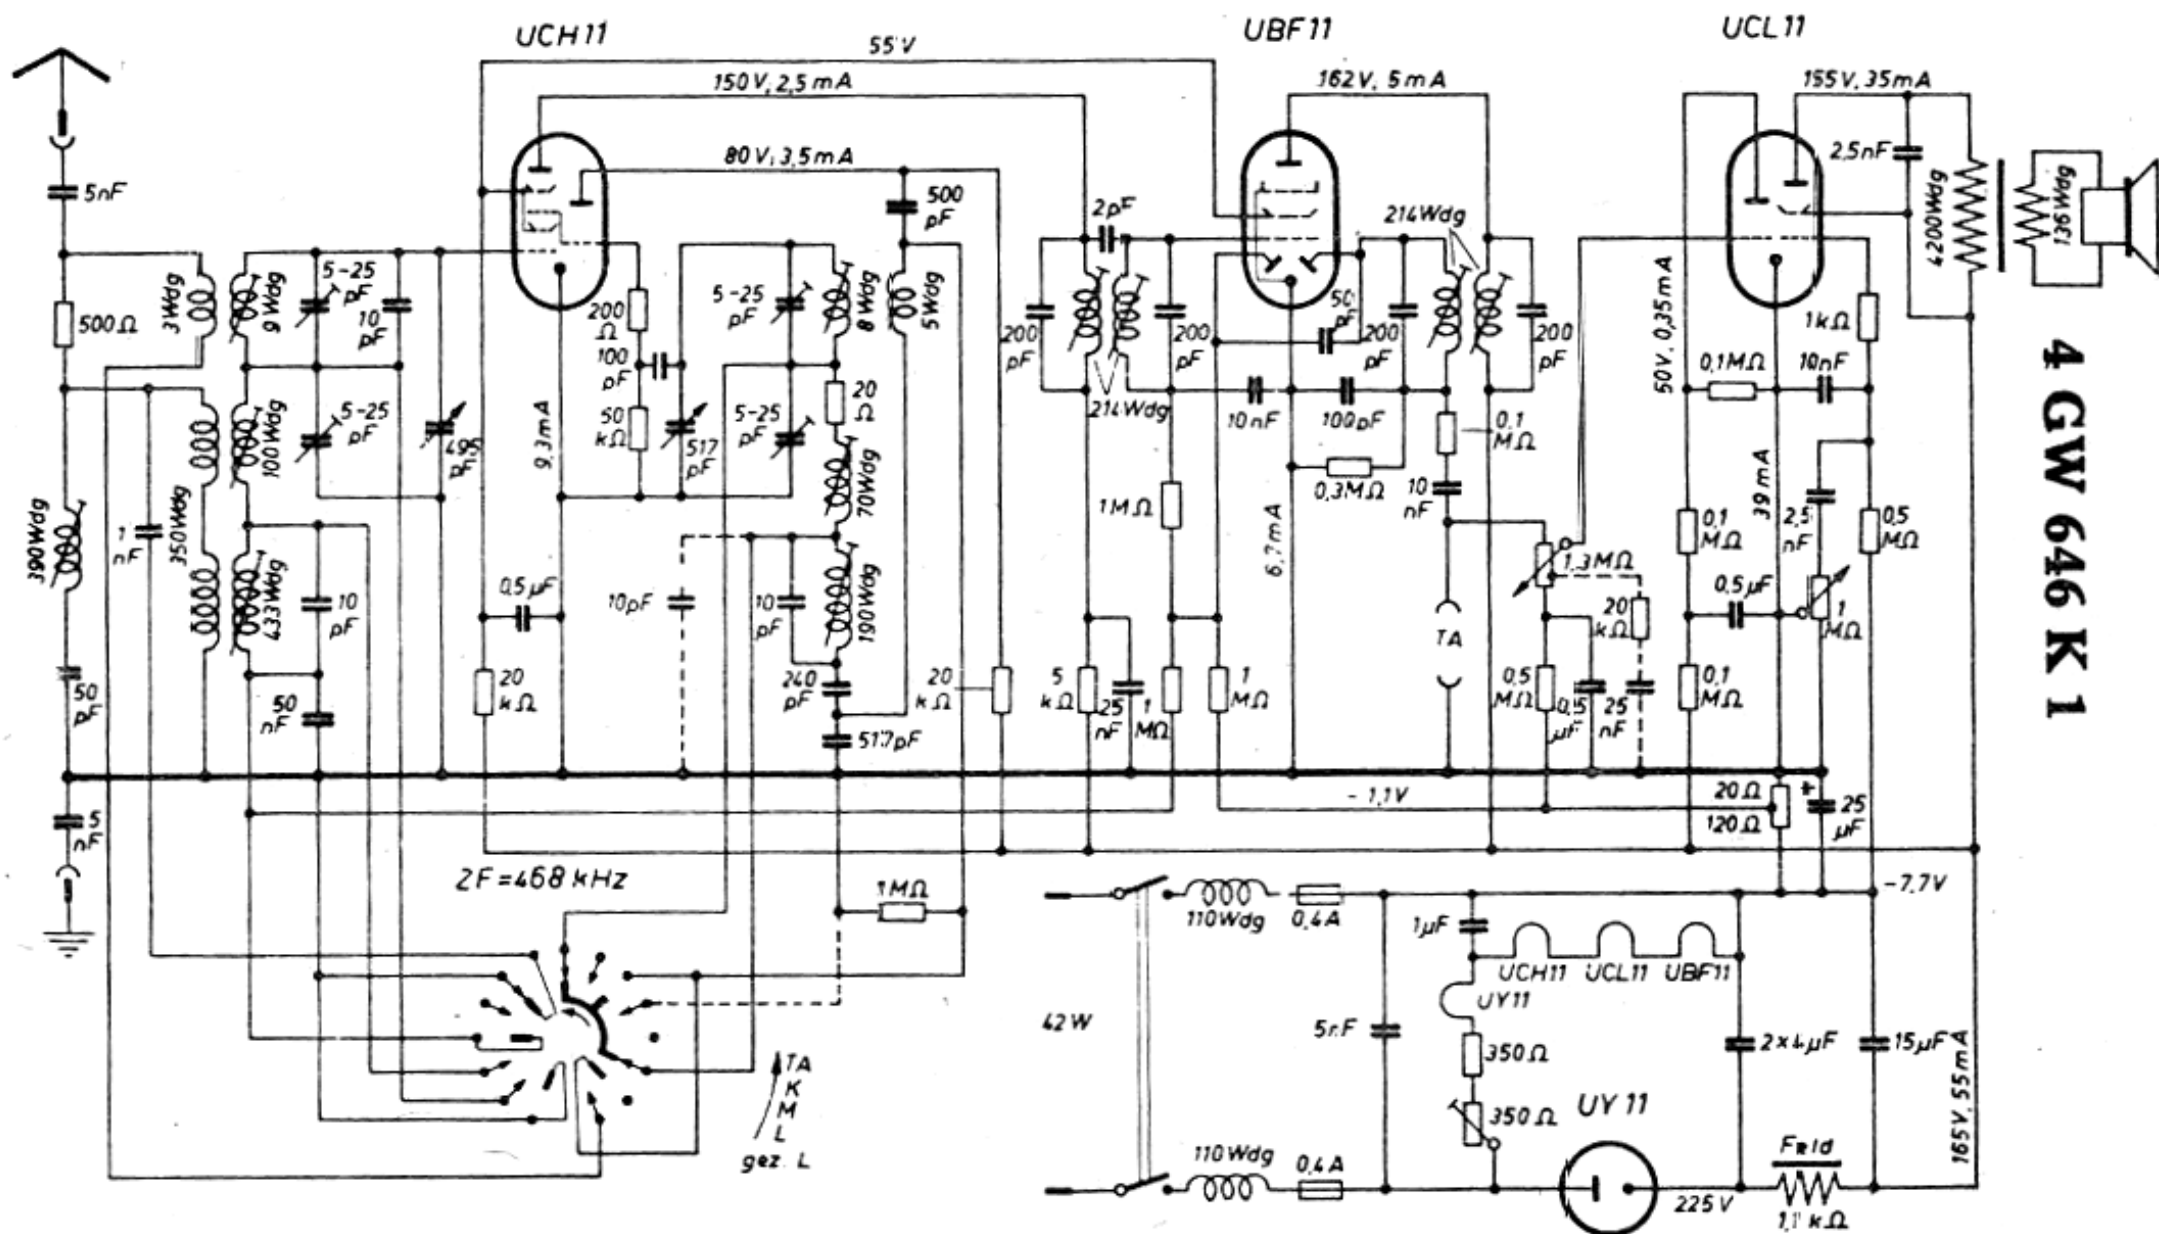 UCH11
UBF11
UCL11
55V
150V, 2,5mA
162V, 5mA
155V, 35mA
80V, 3,5mA
5nF
500Ω
3Wdg
9Wdg
5-25 pF
10 pF
200 Ω
100 pF
50 kΩ
517 pF
5-25 pF
8Wdg
5Wdg
500 pF
20 Ω
5-25 pF
70Wdg
190Wdg
2pF
200 pF
200 pF
214Wdg
50 pF
200 pF
214Wdg
200 pF
10nF
100pF
0,1 MΩ
0,3MΩ
10 nF
1MΩ
6,7mA
9,3mA
2,5nF
4200Wdg
136Wdg
50V, 0,35mA
1kΩ
0,1MΩ
10nF
39mA
0,1 MΩ
2,5 nF
0,5 MΩ
0,5µF
1 MΩ
0,1 MΩ
4 GW 646 K 1
100Wdg
5-25 pF
495 pF
390Wdg
1 nF
350Wdg
433Wdg
10 pF
50 pF
50 nF
0,5µF
20 kΩ
10pF
10 pF
240 pF
517pF
20 kΩ
5 kΩ
25 nF
1 MΩ
1 MΩ
TA
1,3MΩ
20 kΩ
0,5 MΩ
0,5 µF
25 nF
5 nF
-1,1V
20Ω
120Ω
+
25 µF
ZF=468 kHz
1MΩ
TA
K
M
L
gez. L
42W
110Wdg
0,4A
-7,7V
1µF
UCH11
UCL11
UBF11
UY11
5nF
350Ω
350Ω
2×4µF
15µF
165V, 55mA
UY11
110Wdg
0,4A
225V
Feld
1,1 kΩ